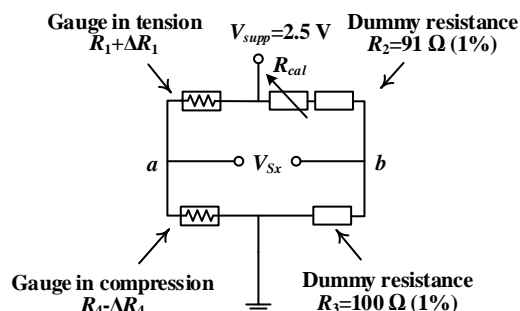 Gauge in tension
R1+ΔR1
Vsupp=2.5 V
Rcal
Dummy resistance
R2=91 Ω (1%)
a
VSx
b
Gauge in compression
R4-ΔR4
Dummy resistance
R3=100 Ω (1%)